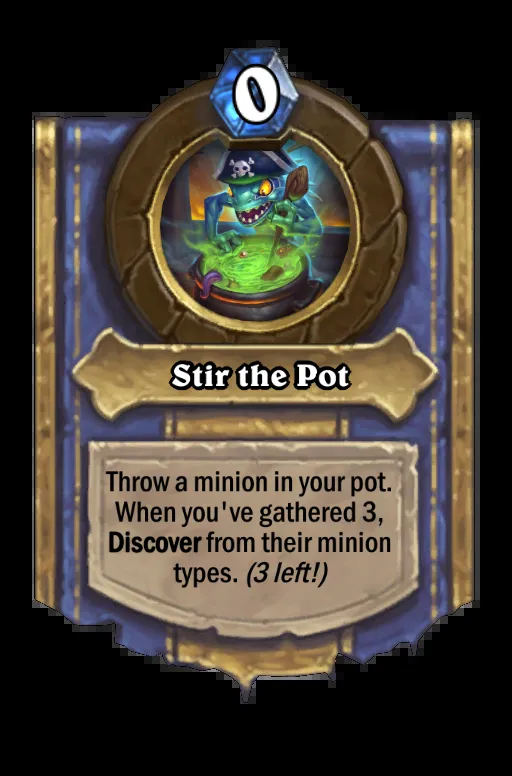 0
Stir the Pot
Throw a minion in your pot.
When you've gathered 3,
Discover from their minion
types. (3 left!)